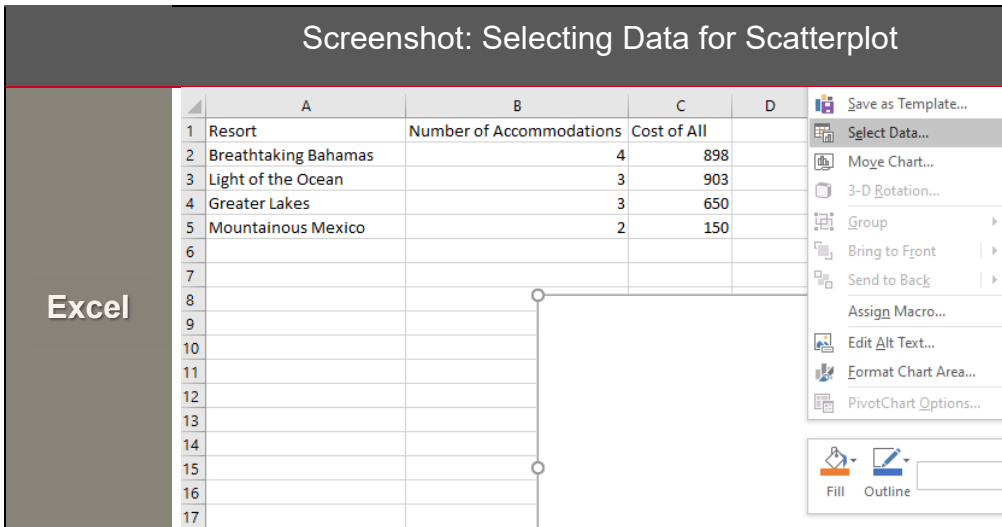 Screenshot: Selecting Data for Scatterplot
Excel
A B C D
1 Resort Number of Accommodations Cost of All
2 Breathtaking Bahamas 4 898
3 Light of the Ocean 3 903
4 Greater Lakes 3 650
5 Mountainous Mexico 2 150
6
7
8
9
10
11
12
13
14
15
16
17
Save as Template...
Select Data...
Move Chart...
3-D Rotation...
Group
Bring to Front
Send to Back
Assign Macro...
Edit Alt Text...
Format Chart Area...
PivotChart Options...
Fill Outline